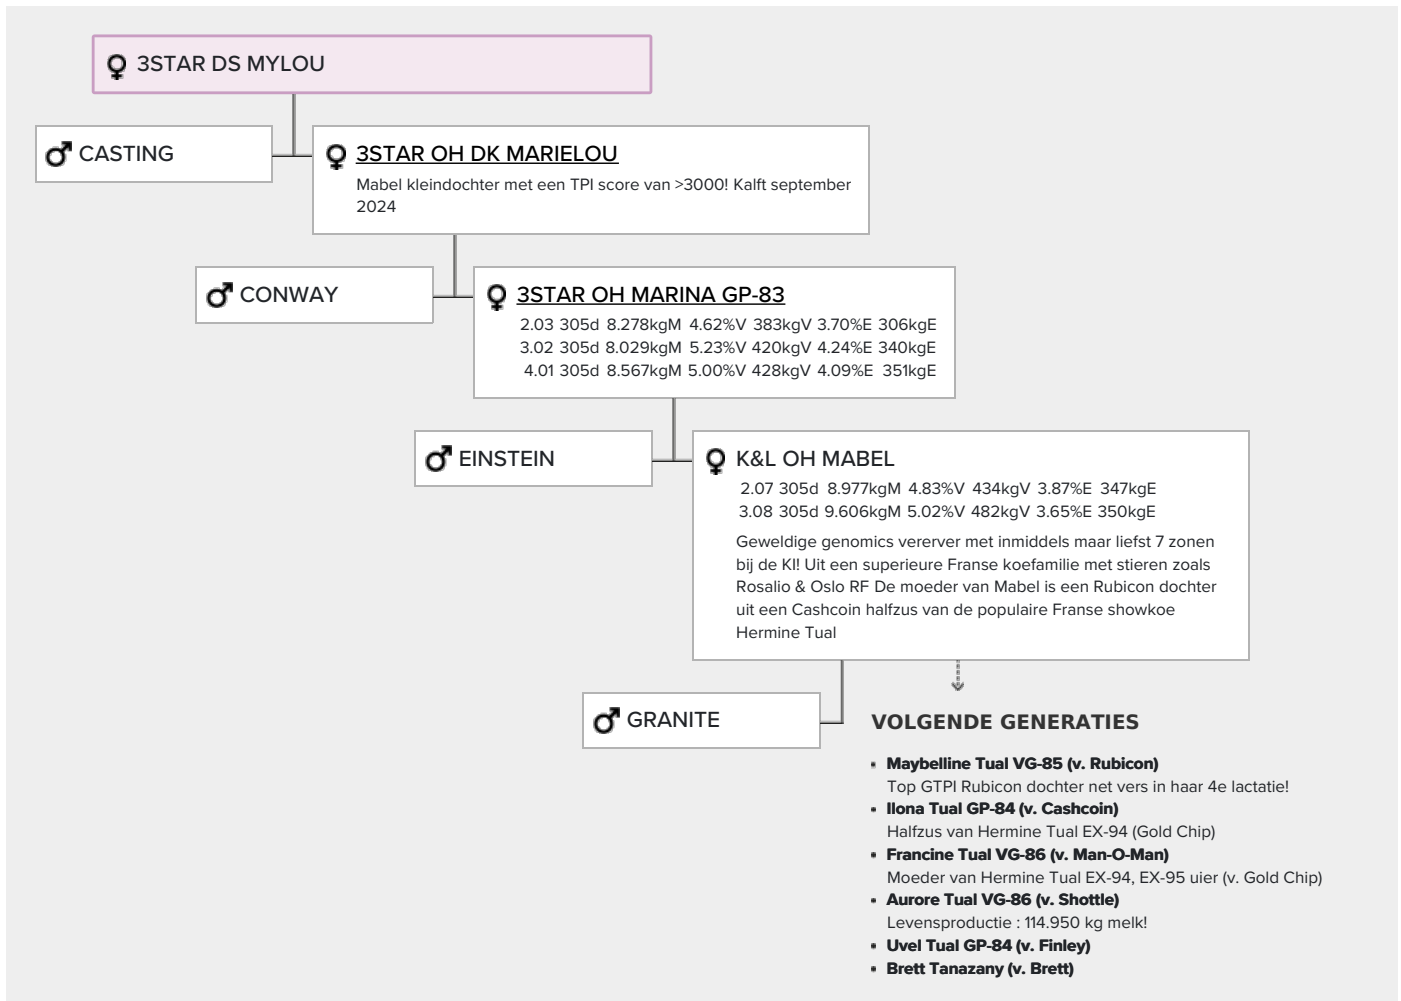 3STAR DS MYLOU
CASTING
3STAR OH DK MARIELOU
Mabel kleindochter met een TPI score van >3000! Kalft september
2024
CONWAY
3STAR OH MARINA GP-83
2.03 305d 8.278kgM 4.62%V 383kgV 3.70%E 306kgE
3.02 305d 8.029kgM 5.23%V 420kgV 4.24%E 340kgE
4.01 305d 8.567kgM 5.00%V 428kgV 4.09%E 351kgE
EINSTEIN
K&L OH MABEL
2.07 305d 8.977kgM 4.83%V 434kgV 3.87%E 347kgE
3.08 305d 9.606kgM 5.02%V 482kgV 3.65%E 350kgE
Geweldige genomics vererver met inmiddels maar liefst 7 zonen
bij de KI! Uit een superieure Franse koefamilie met stieren zoals
Rosalio & Oslo RF De moeder van Mabel is een Rubicon dochter
uit een Cashcoin halfzus van de populaire Franse showkoe
Hermine Tual
GRANITE
VOLGENDE GENERATIES
Maybelline Tual VG-85 (v. Rubicon)
Top GTPI Rubicon dochter net vers in haar 4e lactatie!
Ilona Tual GP-84 (v. Cashcoin)
Halfzus van Hermine Tual EX-94 (Gold Chip)
Francine Tual VG-86 (v. Man-O-Man)
Moeder van Hermine Tual EX-94, EX-95 uier (v. Gold Chip)
Aurore Tual VG-86 (v. Shottle)
Levensproductie : 114.950 kg melk!
Uvel Tual GP-84 (v. Finley)
Brett Tanazany (v. Brett)